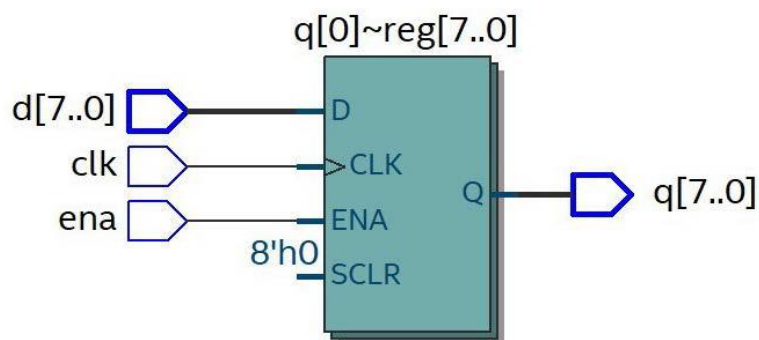 q[0]~reg[7..0]
d[7..0]
D
clk
CLK
Q
q[7..0]
ena
ENA
8'h0
SCLR